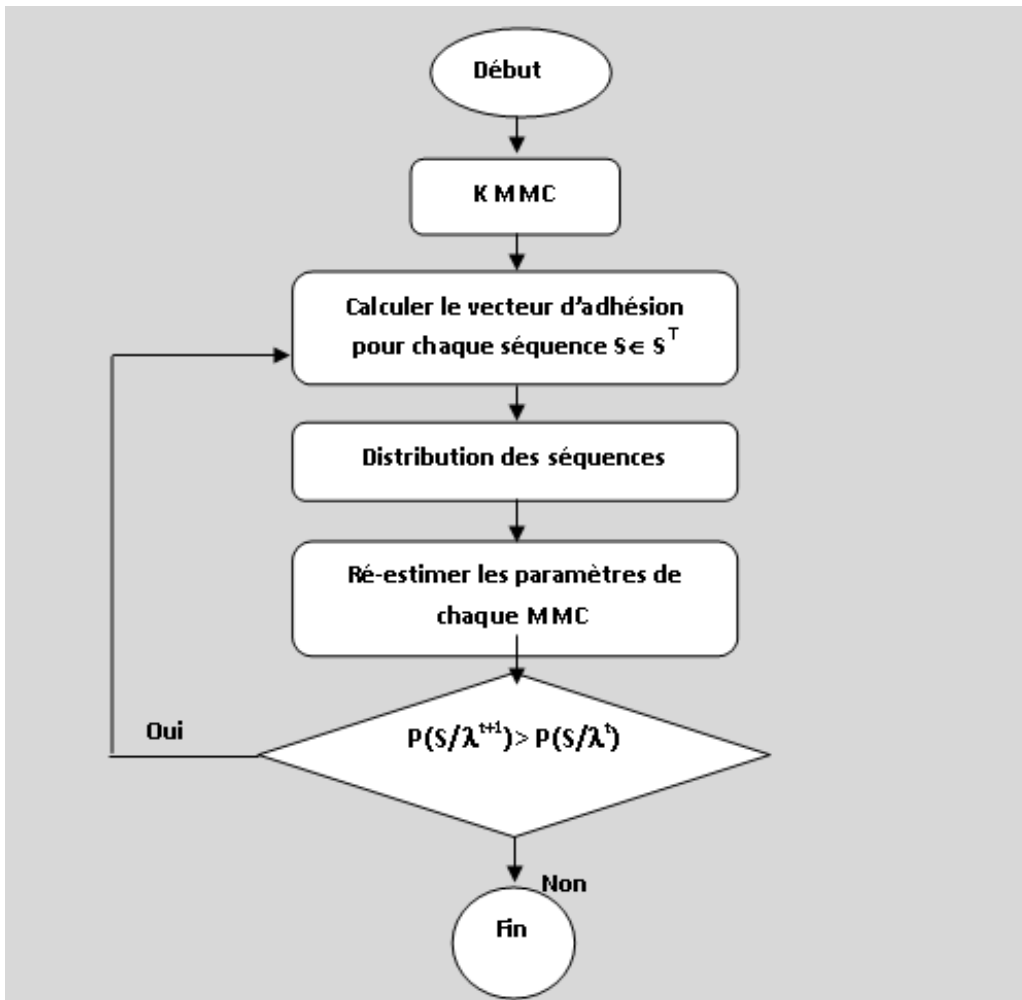 Début
K MMC
Calculer le vecteur d'adhésion
pour chaque séquence S∈ S^T
Distribution des séquences
Ré-estimer les paramètres de
chaque MMC
Oui
P(S/λ^t+1)> P(S/λ^t)
Non
Fin